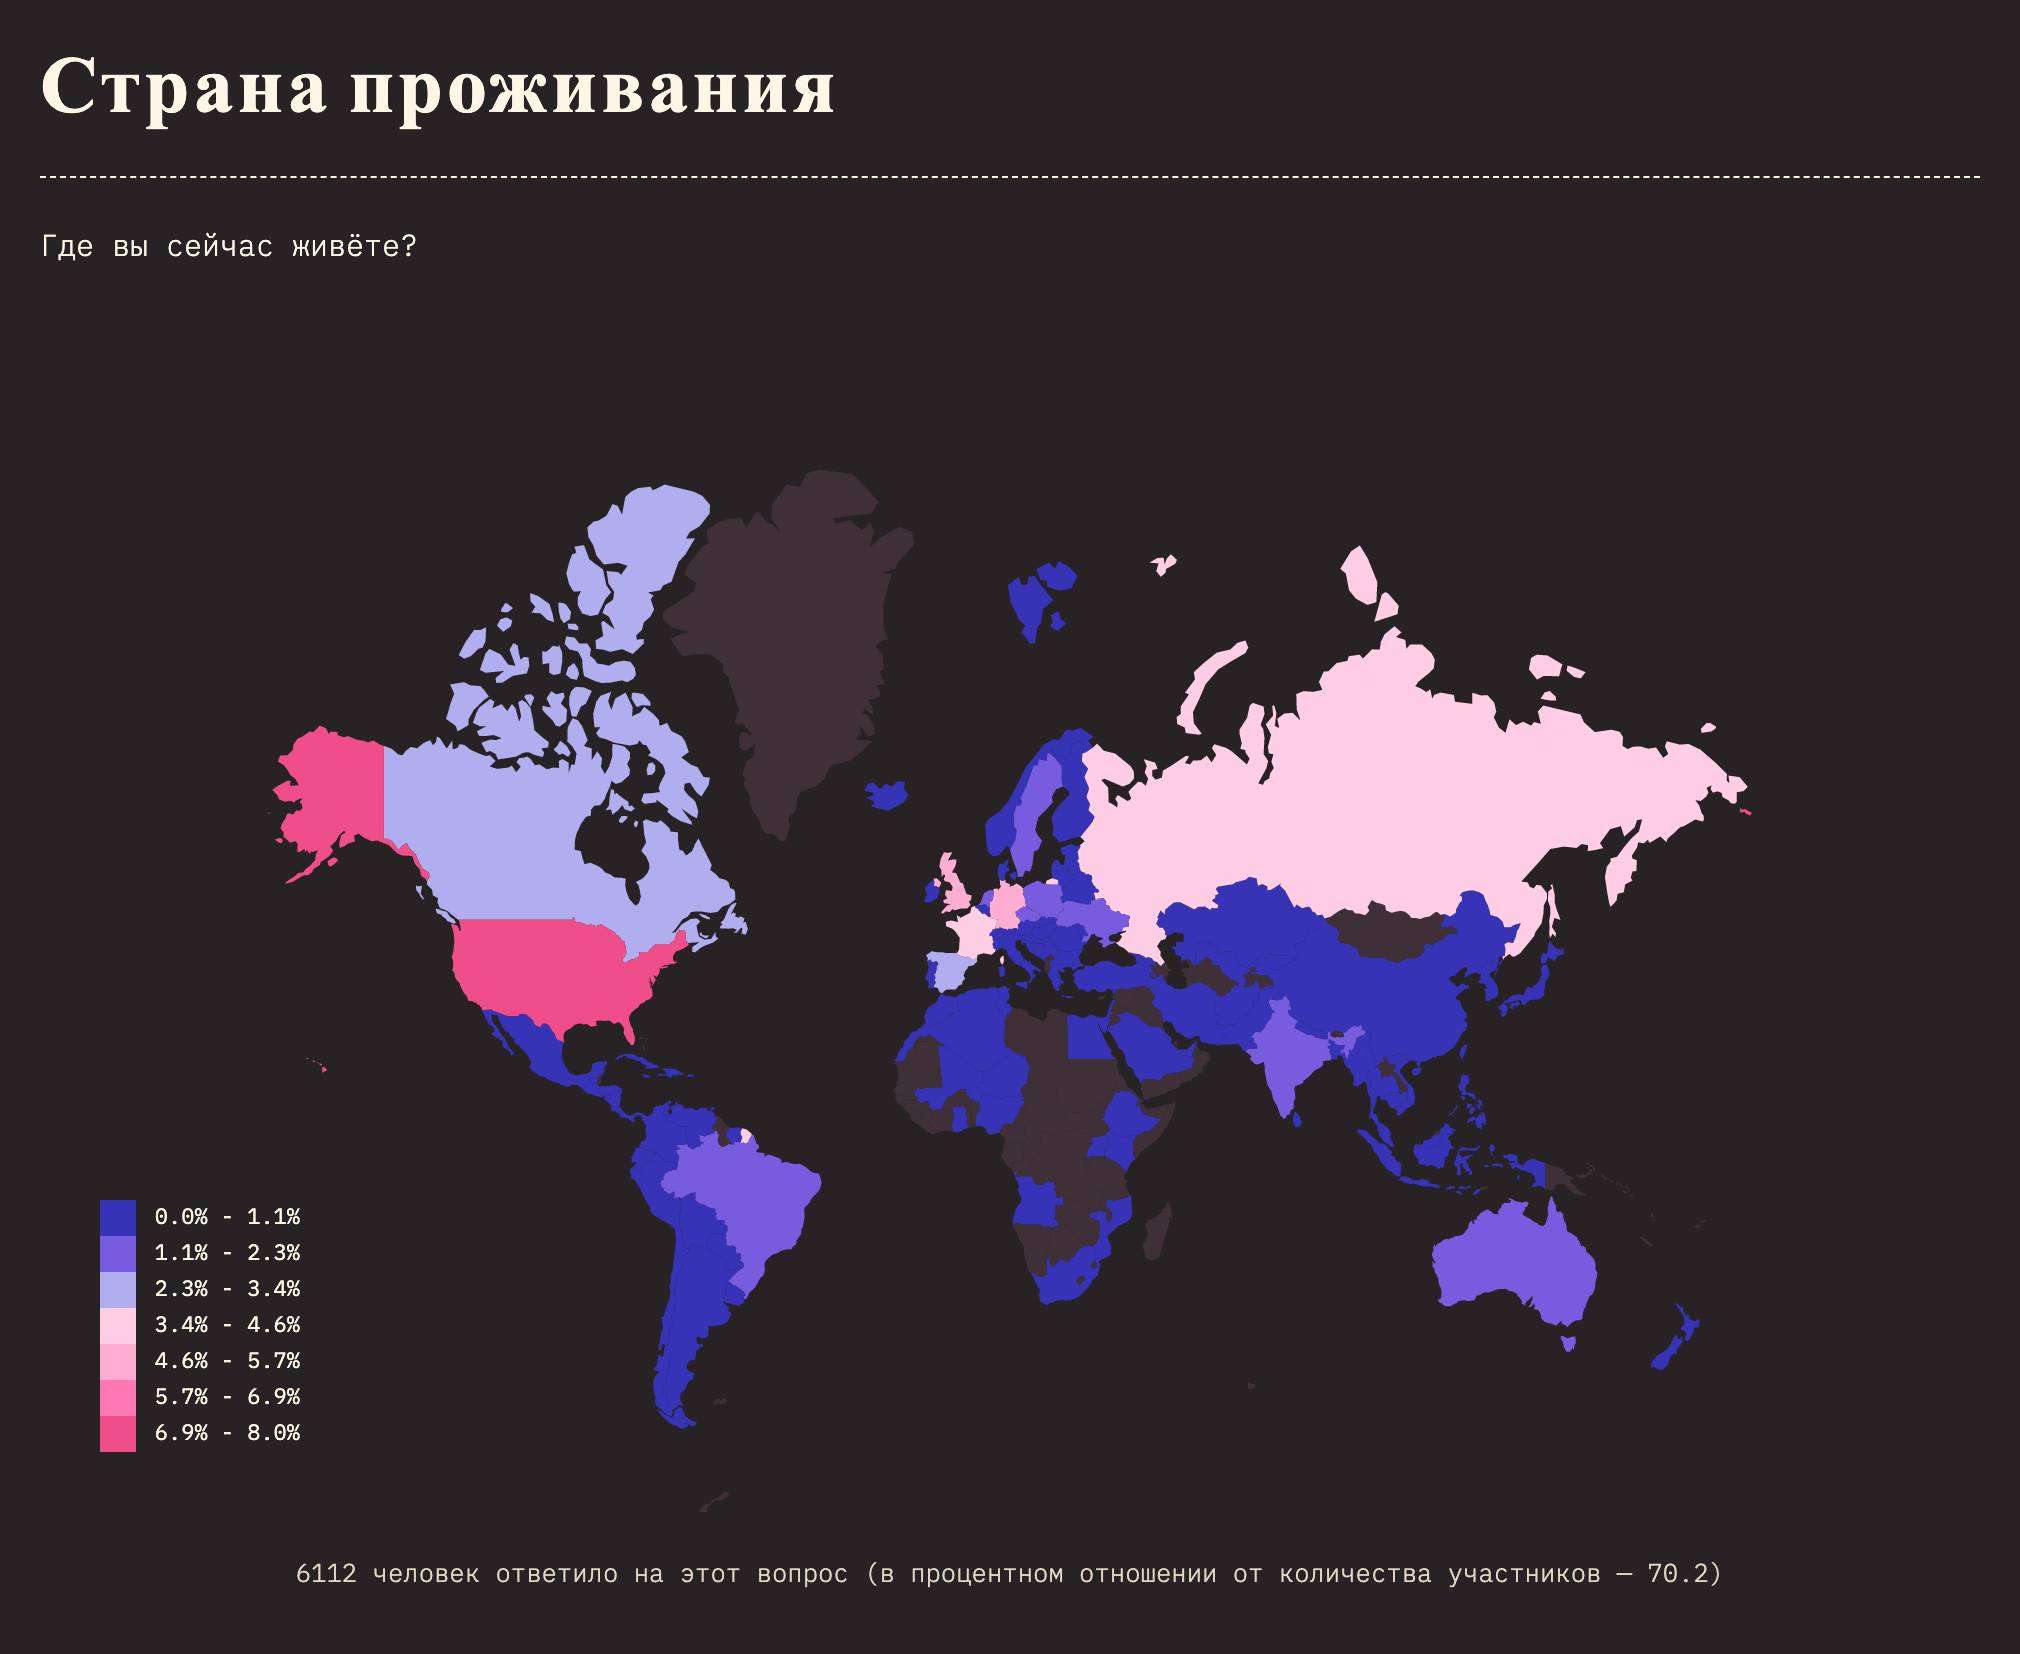 Страна проживания
Где вы сейчас живёте?
0.0% - 1.1%
1.1% - 2.3%
2.3% - 3.4%
3.4% - 4.6%
4.6% - 5.7%
5.7% - 6.9%
6.9% - 8.0%
6112 человек ответило на этот вопрос (в процентном отношении от количества участников — 70.2)